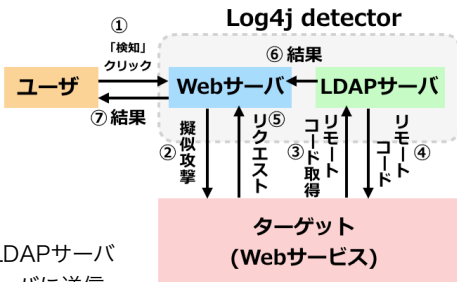 Log4j detector
①
「検知」
クリック
⑥ 結果
ユーザ
Webサーバ
LDAPサーバ
⑦ 結果
②
擬似攻撃
⑤
リクエスト
③
リモート
コード取得
リモート
コード
④
ターゲット
(Webサービス)
LDAPサーバ
バに送信